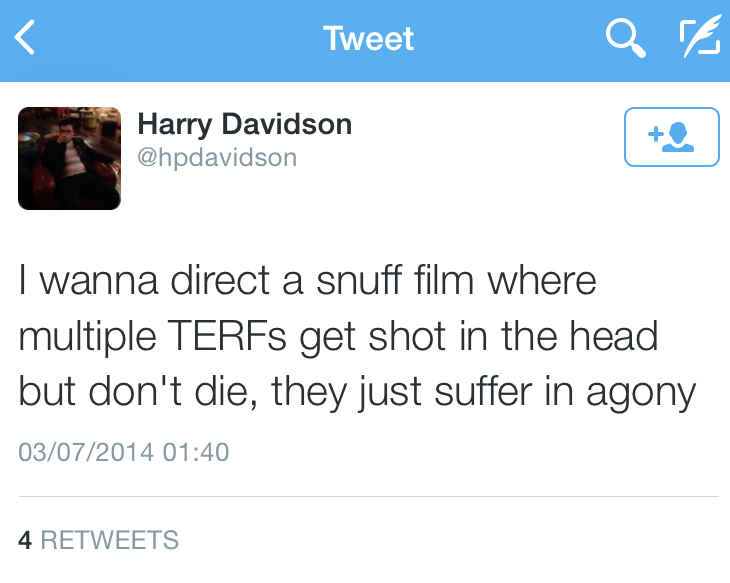 Tweet
Harry Davidson
@hpdavidson
I wanna direct a snuff film where
multiple TERFs get shot in the head
but don't die, they just suffer in agony
03/07/2014 01:40
4 RETWEETS